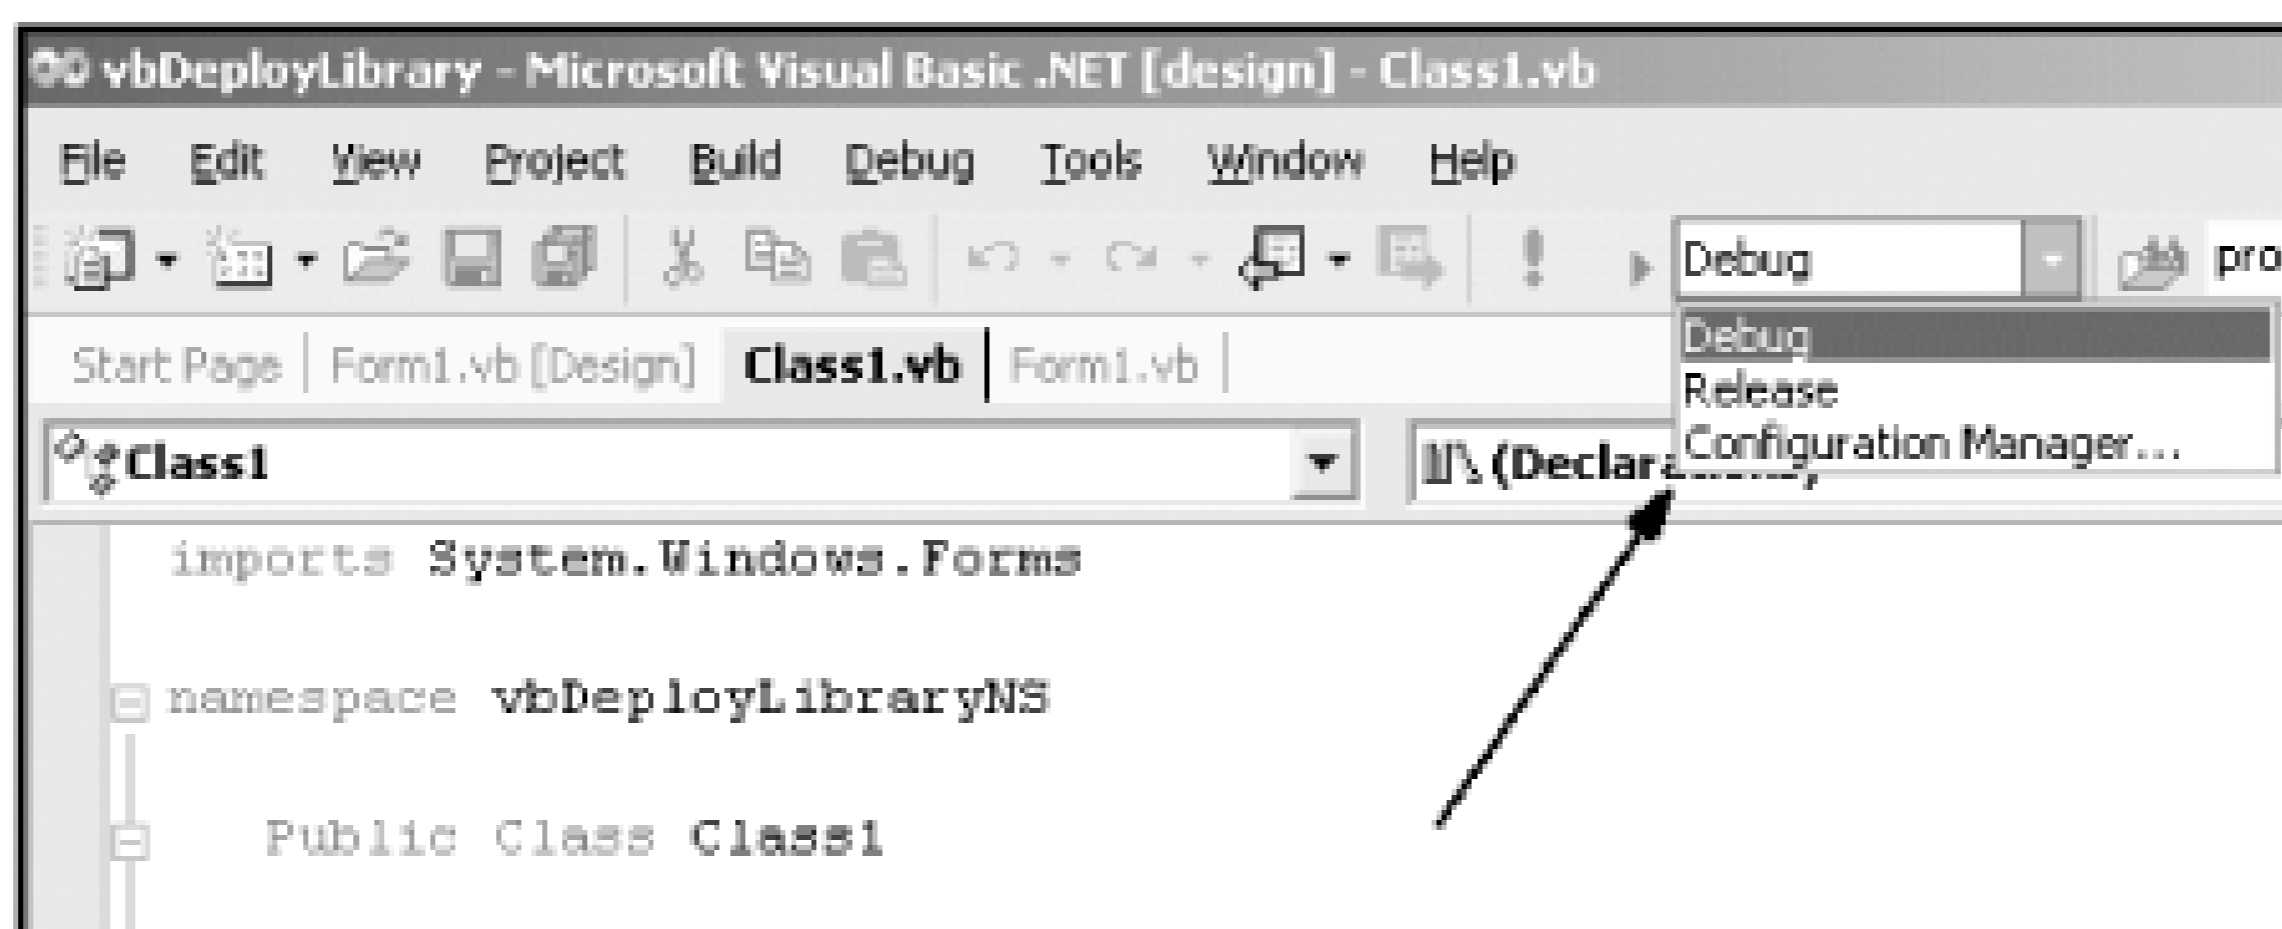 vbDeployLibrary - Microsoft Visual Basic .NET [design] - Class1.vb
File Edit View Project Build Debug Tools Window Help
Debug pro
Debug
Start Page Form1.vb [Design] Class1.vb Form1.vb
Release
Configuration Manager...
Class1 (Declar
imports System.Windows.Forms
namespace vbDeployLibraryNS
Public Class Class1